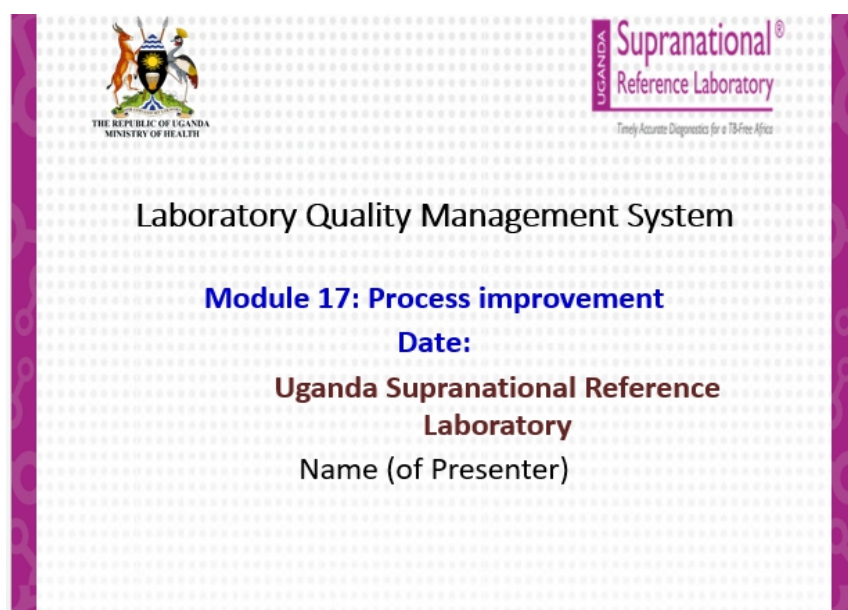 THE REPUBLIC OF UGANDA
MINISTRY OF HEALTH
UGANDA
Supranational®
Reference Laboratory
Timely Accurate Diagnostics for a TB-Free Africa
Laboratory Quality Management System
Module 17: Process improvement
Date:
Uganda Supranational Reference
Laboratory
Name (of Presenter)